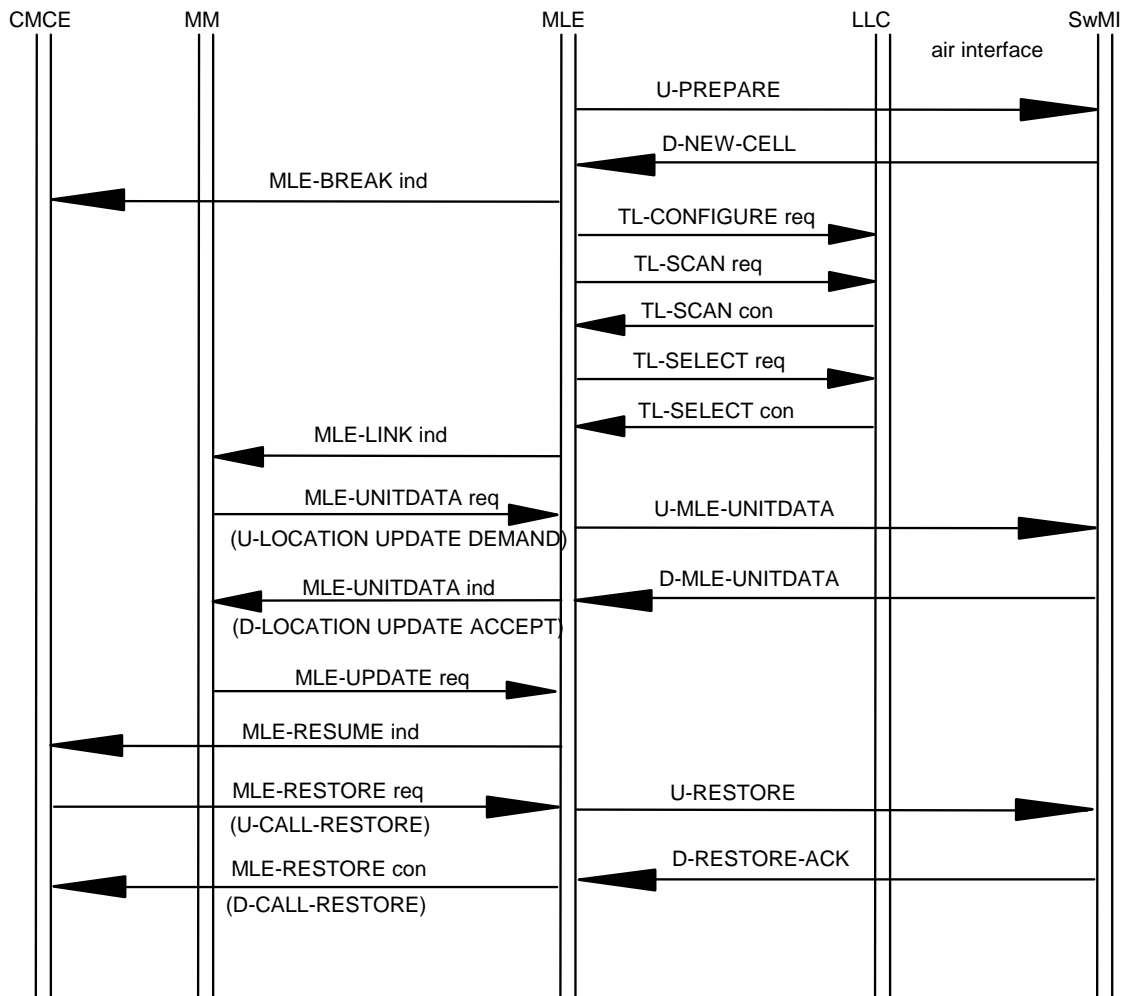 CMCE MM MLE LLC SwMI
air interface
U-PREPARE
D-NEW-CELL
MLE-BREAK ind
TL-CONFIGURE req
TL-SCAN req
TL-SCAN con
TL-SELECT req
TL-SELECT con
MLE-LINK ind
MLE-UNITDATA req
U-MLE-UNITDATA
(U-LOCATION UPDATE DEMAND)
D-MLE-UNITDATA
MLE-UNITDATA ind
(D-LOCATION UPDATE ACCEPT)
MLE-UPDATE req
MLE-RESUME ind
MLE-RESTORE req
U-RESTORE
(U-CALL-RESTORE)
D-RESTORE-ACK
MLE-RESTORE con
(D-CALL-RESTORE)